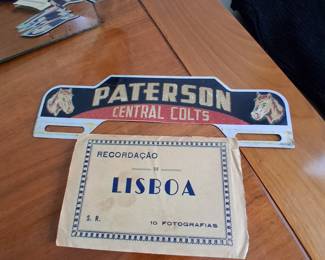 PATERSON
CENTRAL COLTS
RECORDAÇÃO
DE
LISBOA
S. R. 10 FOTOGRAFIAS